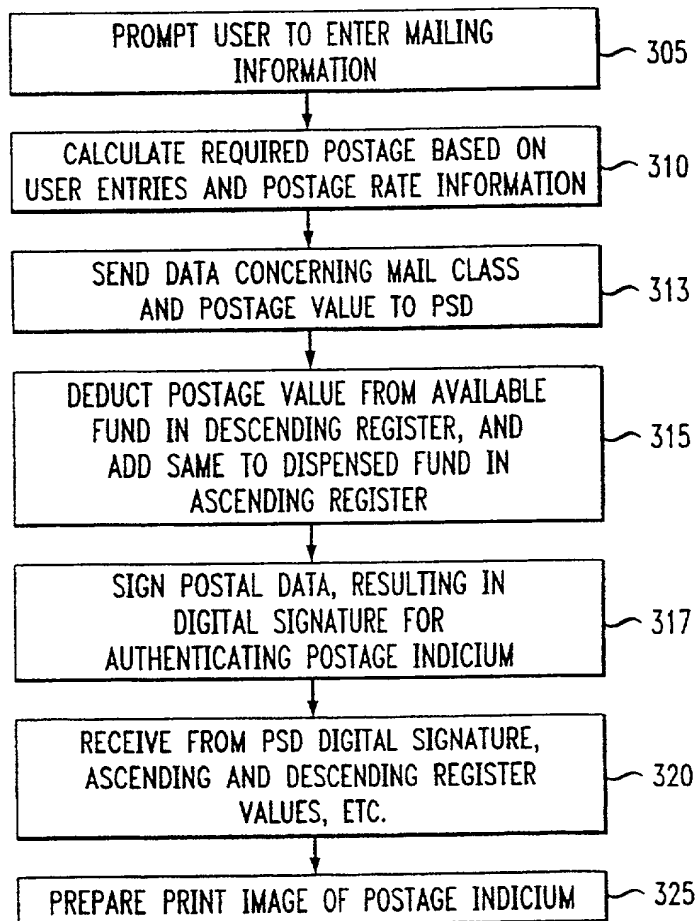 PROMPT USER TO ENTER MAILING
INFORMATION
305
CALCULATE REQUIRED POSTAGE BASED ON
USER ENTRIES AND POSTAGE RATE INFORMATION
310
SEND DATA CONCERNING MAIL CLASS
AND POSTAGE VALUE TO PSD
313
DEDUCT POSTAGE VALUE FROM AVAILABLE
FUND IN DESCENDING REGISTER, AND
ADD SAME TO DISPENSED FUND IN
ASCENDING REGISTER
315
SIGN POSTAL DATA, RESULTING IN
DIGITAL SIGNATURE FOR
AUTHENTICATING POSTAGE INDICIUM
317
RECEIVE FROM PSD DIGITAL SIGNATURE,
ASCENDING AND DESCENDING REGISTER
VALUES, ETC.
320
PREPARE PRINT IMAGE OF POSTAGE INDICIUM
325